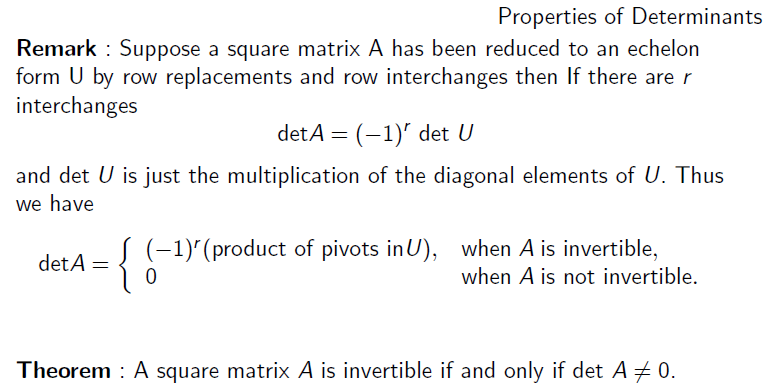 Properties of Determinants
Remark : Suppose a square matrix A has been reduced to an echelon
form U by row replacements and row interchanges then If there are r
interchanges
detA = (−1)^r det U
and det U is just the multiplication of the diagonal elements of U. Thus
we have
detA = { (−1)^r(product of pivots inU), when A is invertible,
0 when A is not invertible.
Theorem : A square matrix A is invertible if and only if det A ≠ 0.